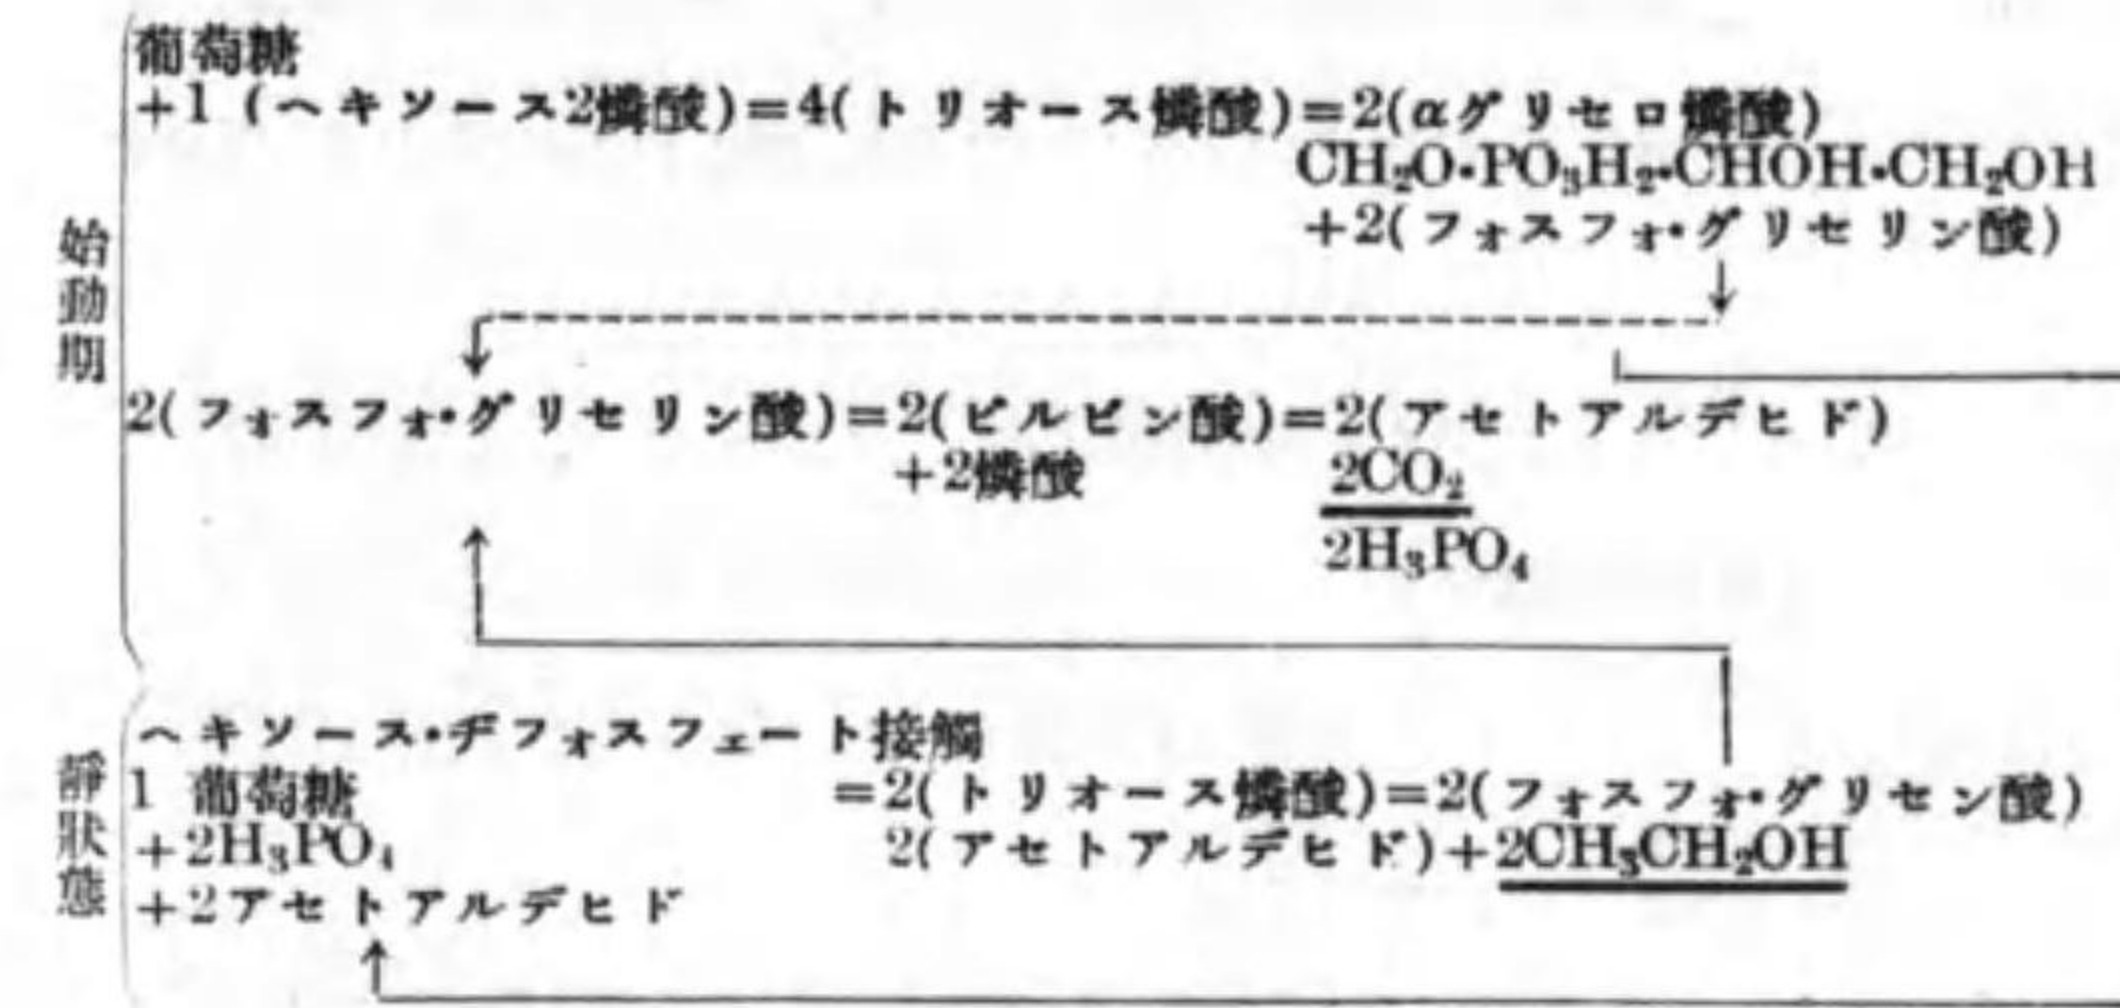 始動期
葡萄糖
+1 (ヘキソース2燐酸)=4(トリオース燐酸)=2(αグリセロ燐酸)
CH₂O·PO₃H₂·CHOH·CH₂OH
+2(フォスフォ·グリセリン酸)
2(フォスフォ·グリセリン酸)=2(ピルビン酸)=2(アセトアルデヒド)
+2燐酸
2CO₂
2H₃PO₄
靜狀態
ヘキソース·ヂフォスフェート接觸
1 葡萄糖 =2(トリオース燐酸)=2(フォスフォ·グリセン酸)
+2H₃PO₄ 2(アセトアルデヒド)+2CH₃CH₂OH
+2アセトアルデヒド